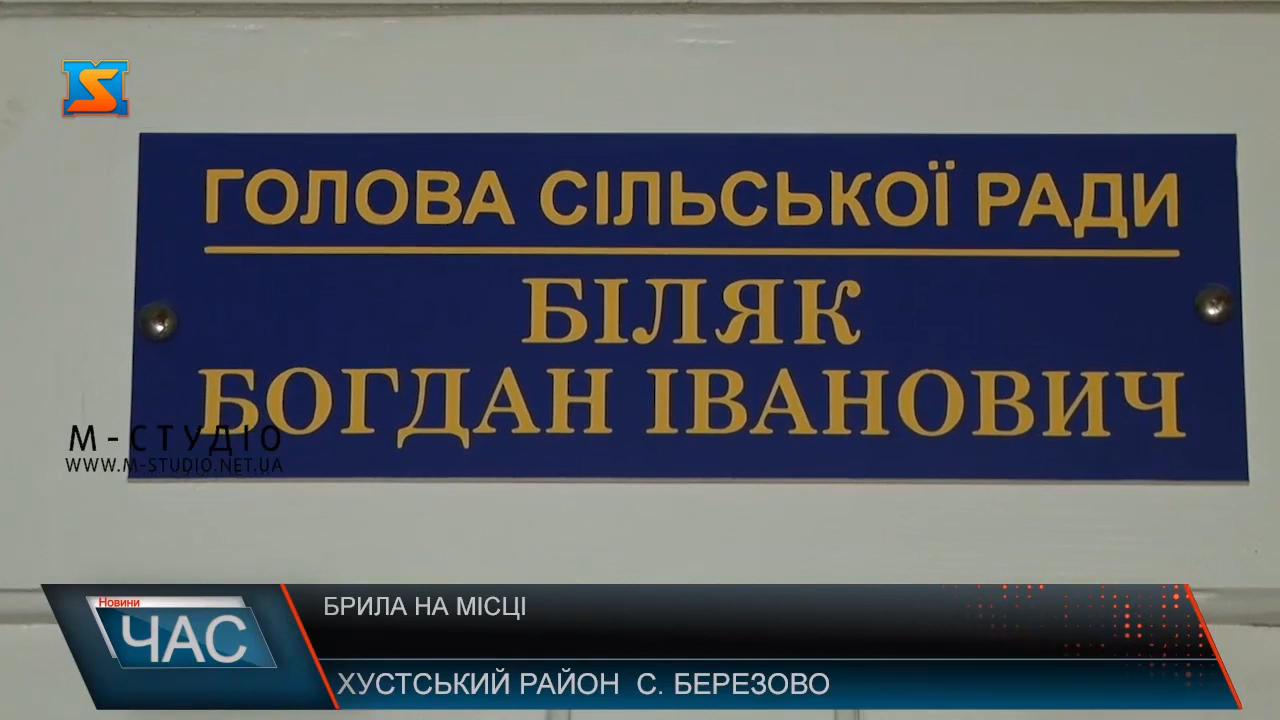 MS
ГОЛОВА СІЛЬСЬКОЇ РАДИ
БІЛЯК
БОГДАН ІВАНОВИЧ
М-СТУДІО
WWW.M-STUDIO.NET.UA
Новини
ЧАС
БРИЛА НА МІСЦІ
ХУСТСЬКИЙ РАЙОН С. БЕРЕЗОВО